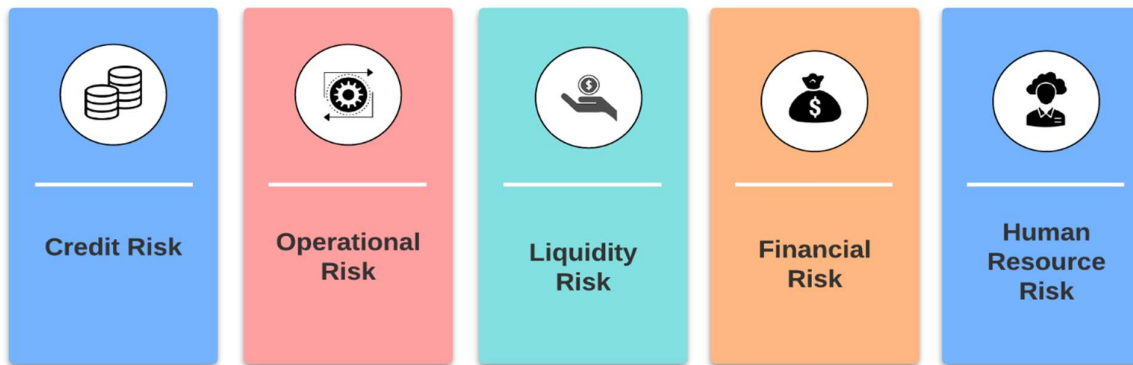 Credit Risk
Operational
Risk
Liquidity
Risk
Financial
Risk
Human
Resource
Risk